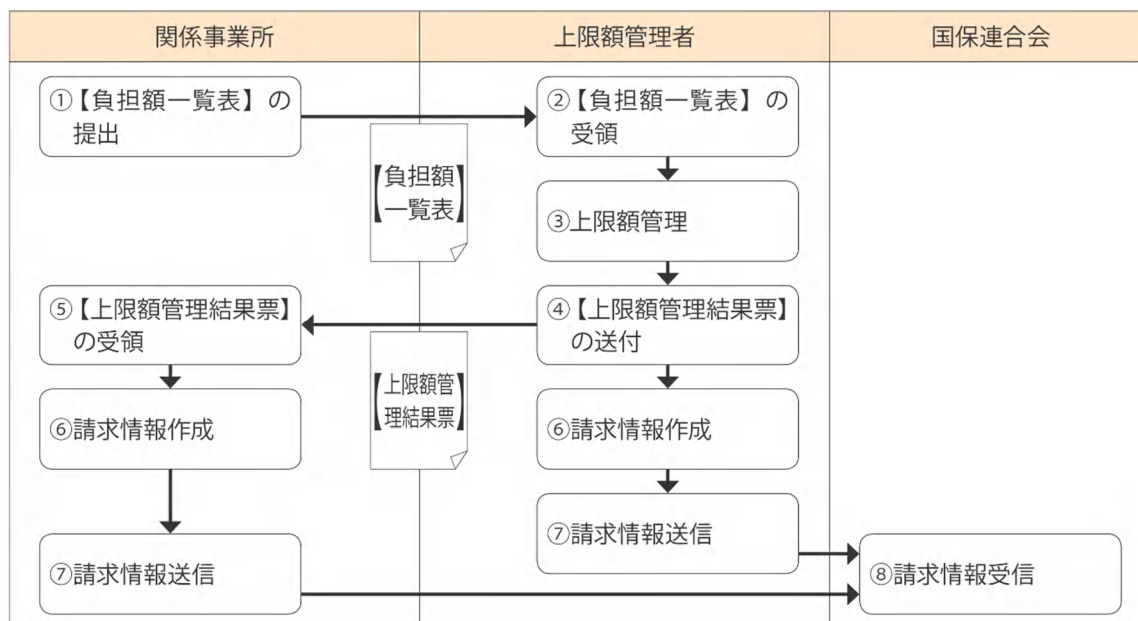 関係事業所
上限額管理者
国保連合会
①【負担額一覧表】の
提出
②【負担額一覧表】の
受領
【負担額
一覧表】
③上限額管理
⑤【上限額管理結果票】
の受領
④【上限額管理結果票】
の送付
【上限額管
理結果票】
⑥請求情報作成
⑥請求情報作成
⑦請求情報送信
⑦請求情報送信
⑧請求情報受信